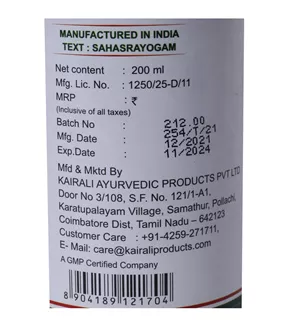 MANUFACTURED IN INDIA
TEXT : SAHASRAYOGAM
Net content : 200 ml
Mfg. Lic. No. : 1250/25-D/11
MRP : ₹ 212.00
(Inclusive of all taxes)
Batch No : 254/T/21
Mfg. Date : 12/2021
Exp.Date : 11/2024
Mfd & Mktd By
KAIRALI AYURVEDIC PRODUCTS PVT LTD
Door No 3/108, S.F. No. 121/1-A1.
Karatupalayam Village, Samathur, Pollachi,
Coimbatore Dist, Tamil Nadu – 642123
Customer Care : +91-4259-271711,
E- Mail: care@kairaliproducts.com
A GMP Certified Company
8 904189 121704